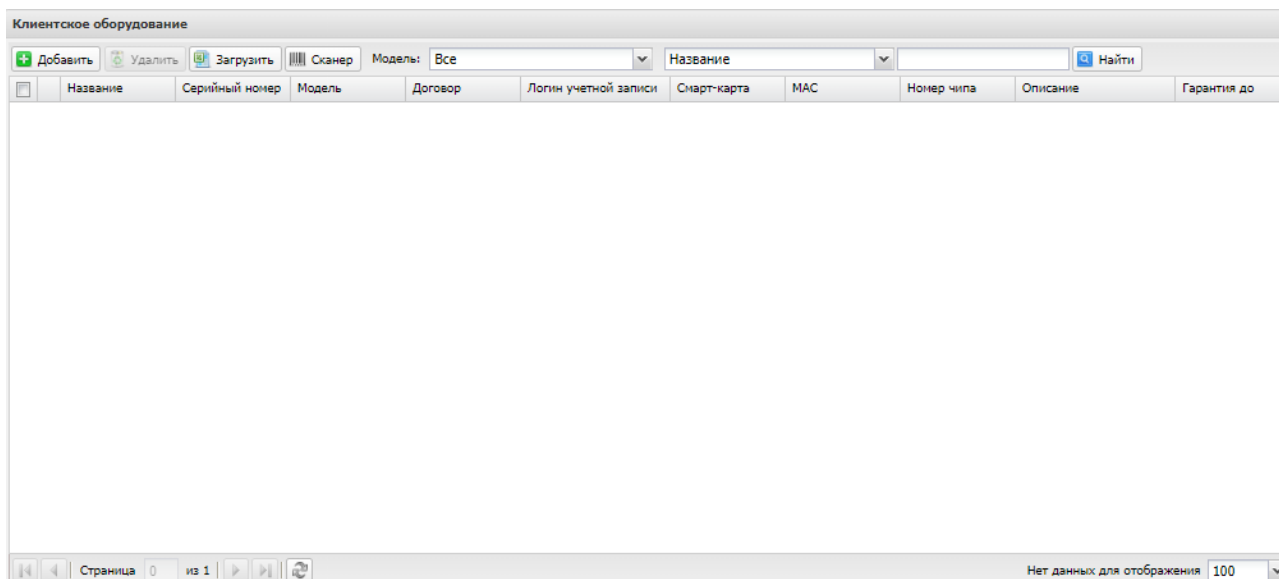 Клиентское оборудование
Добавить Удалить Загрузить Сканер Модель: Все Название Найти
Название Серийный номер Модель Договор Логин учетной записи Смарт-карта MAC Номер чипа Описание Гарантия до
Страница 0 из 1 Нет данных для отображения 100